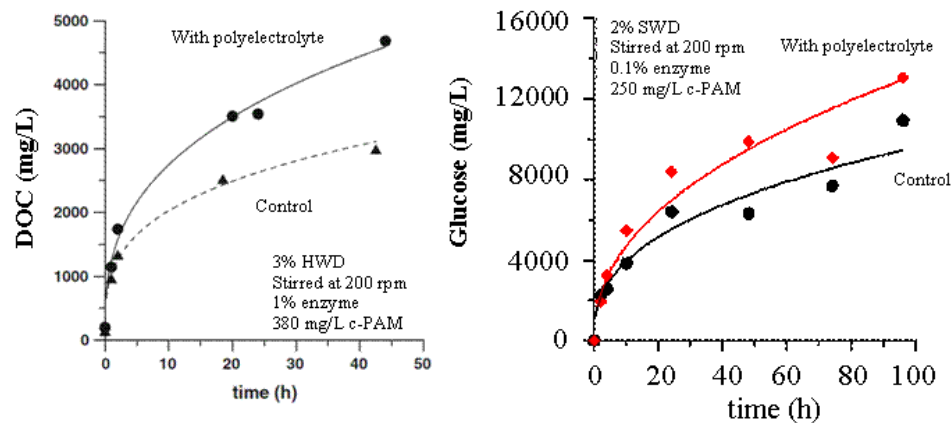 5000
4000
3000
2000
1000
0
0
10
20
30
40
50
DOC (mg/L)
time (h)
With polyelectrolyte
Control
3% HWD
Stirred at 200 rpm
1% enzyme
380 mg/L c-PAM
16000
12000
8000
4000
0
0
20
40
60
80
100
Glucose (mg/L)
time (h)
2% SWD
Stirred at 200 rpm
0.1% enzyme
250 mg/L c-PAM
With polyelectrolyte
Control